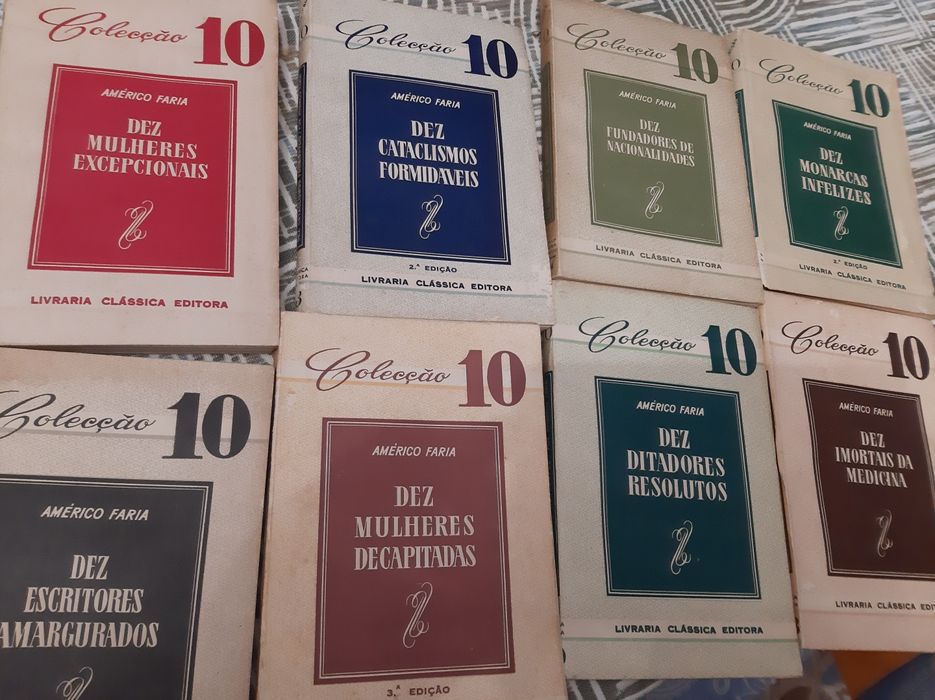 Colecção 10
AMÉRICO FARIA
DEZ
MULHERES
EXCEPCIONAIS
LIVRARIA CLÁSSICA EDITORA
Colecção 10
AMÉRICO FARIA
DEZ
CATACLISMOS
FORMIDÁVEIS
2.ª EDIÇÃO
LIVRARIA CLÁSSICA EDITORA
Colecção 10
AMÉRICO FARIA
DEZ
FUNDADORES DE
NACIONALIDADES
LIVRARIA CLÁSSICA EDITORA
Colecção 10
AMÉRICO FARIA
DEZ
MONARCAS
INFELIZES
2.ª EDIÇÃO
LIVRARIA CLÁSSICA EDITORA
Colecção 10
AMÉRICO FARIA
DEZ
ESCRITORES
AMARGURADOS
Colecção 10
AMÉRICO FARIA
DEZ
MULHERES
DECAPITADAS
3.ª EDIÇÃO
Colecção 10
AMÉRICO FARIA
DEZ
DITADORES
RESOLUTOS
LIVRARIA CLÁSSICA EDITORA
Colecção 10
AMÉRICO FARIA
DEZ
IMORTAIS DA
MEDICINA
LIVRARIA CLÁSSICA EDIT